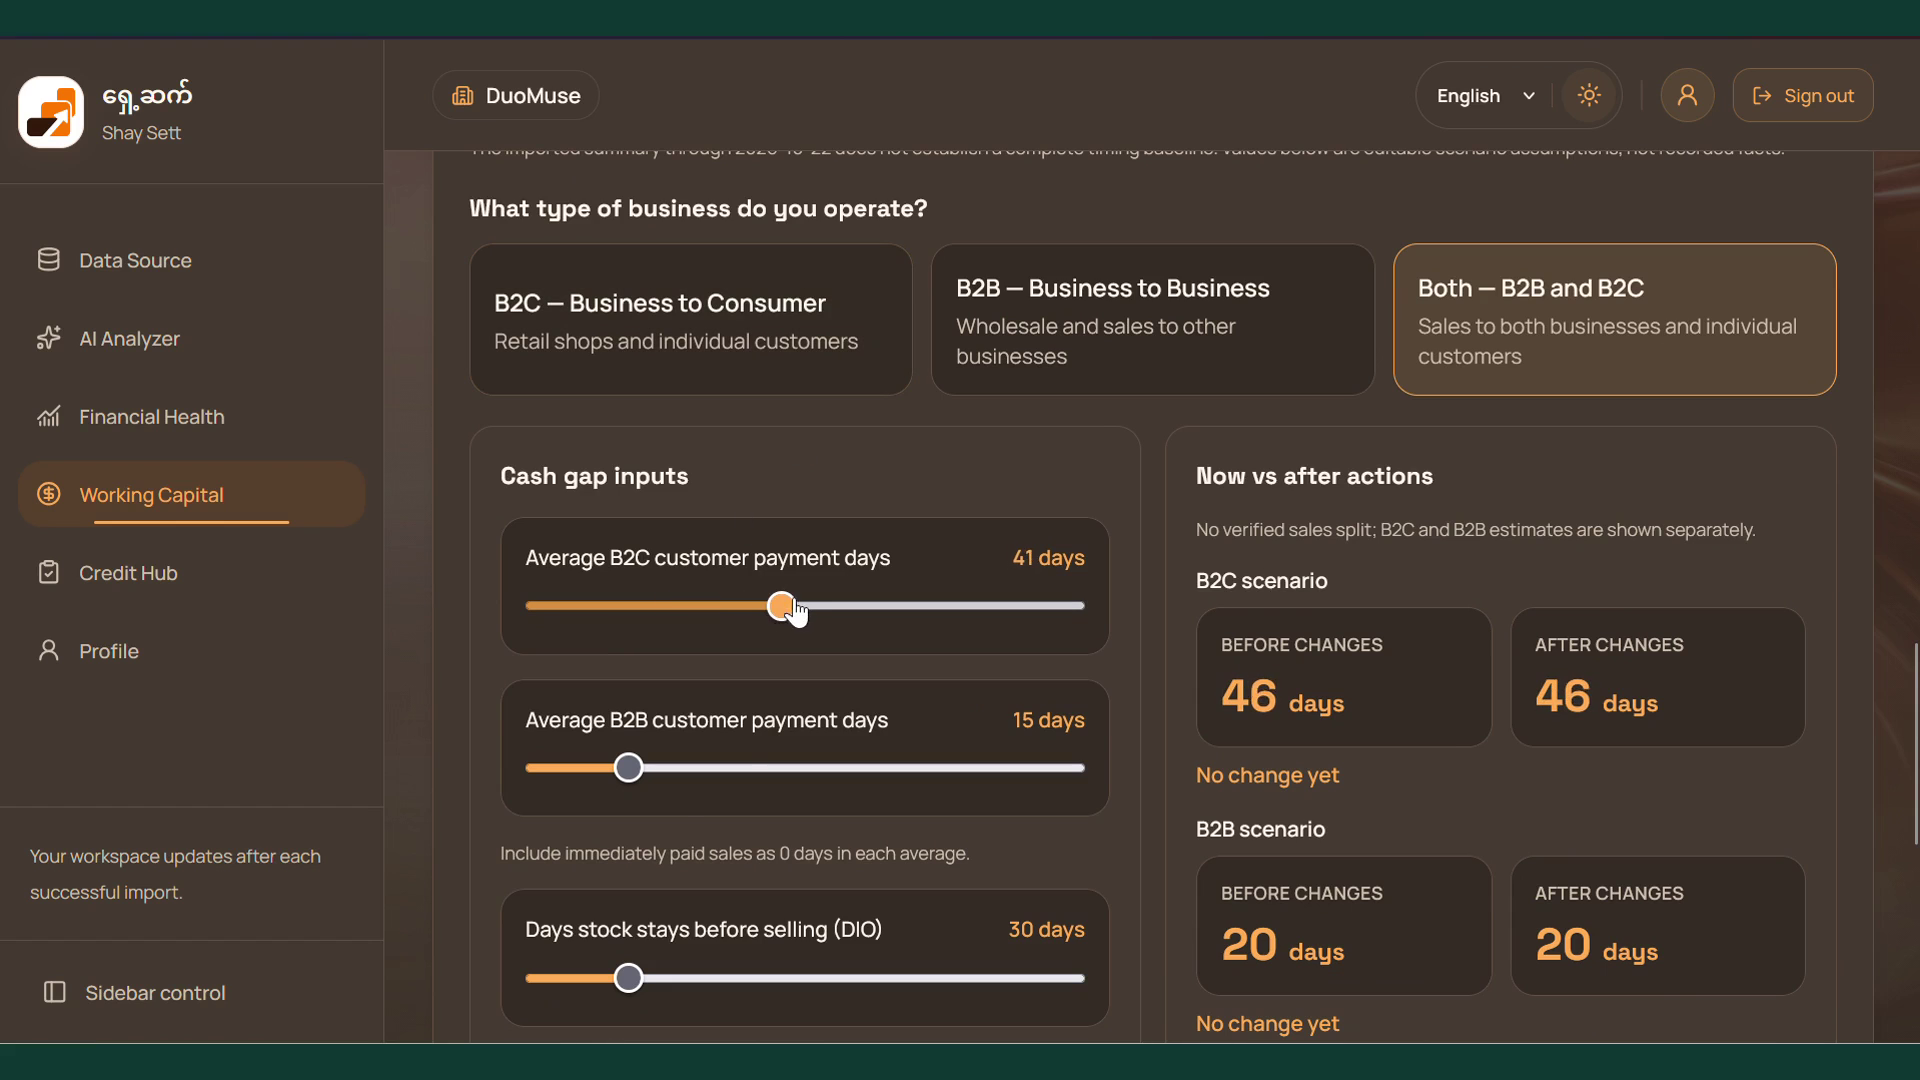 ရှေ့ဆက်
Shay Sett
DuoMuse
English
Sign out
Data Source
AI Analyzer
Financial Health
Working Capital
Credit Hub
Profile
Your workspace updates after each
successful import.
Sidebar control
What type of business do you operate?
B2C — Business to Consumer
Retail shops and individual customers
B2B — Business to Business
Wholesale and sales to other
businesses
Both — B2B and B2C
Sales to both businesses and individual
customers
Cash gap inputs
Average B2C customer payment days
41 days
Average B2B customer payment days
15 days
Include immediately paid sales as 0 days in each average.
Days stock stays before selling (DIO)
30 days
Now vs after actions
No verified sales split; B2C and B2B estimates are shown separately.
B2C scenario
BEFORE CHANGES
46 days
AFTER CHANGES
46 days
No change yet
B2B scenario
BEFORE CHANGES
20 days
AFTER CHANGES
20 days
No change yet